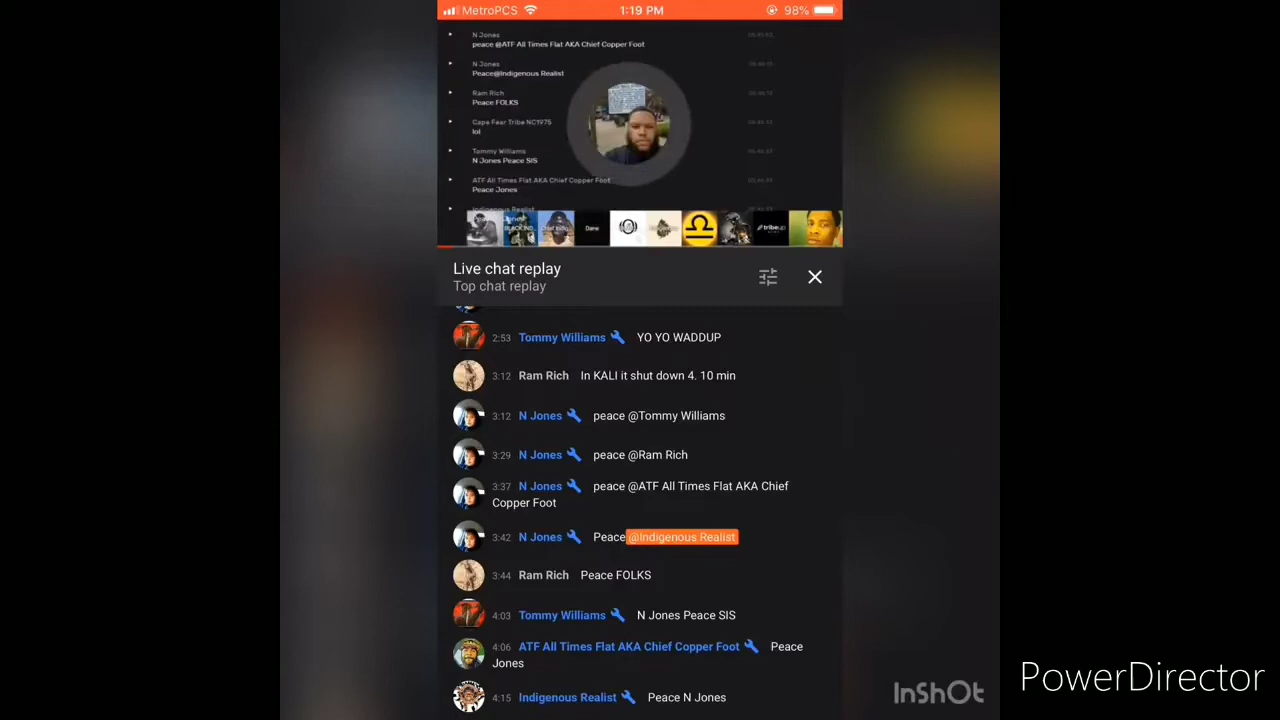 MetroPCS 1:19 PM 98%
N Jones
peace @ATF All Times Flat AKA Chief Copper Foot
N Jones
Peace@Indigenous Realist
Ram Rich
Peace FOLKS
Cape Fear Tribe NC1975
lol
Tommy Williams
N Jones Peace SIS
ATF All Times Flat AKA Chief Copper Foot
Peace Jones
Indigenous Realist
Dane
tribe
Live chat replay
Top chat replay
2:53 Tommy Williams YO YO WADDUP
3:12 Ram Rich In KALI it shut down 4. 10 min
3:12 N Jones peace @Tommy Williams
3:29 N Jones peace @Ram Rich
3:37 N Jones peace @ATF All Times Flat AKA Chief
Copper Foot
3:42 N Jones Peace@Indigenous Realist
3:44 Ram Rich Peace FOLKS
4:03 Tommy Williams N Jones Peace SIS
4:06 ATF All Times Flat AKA Chief Copper Foot Peace
Jones
4:15 Indigenous Realist Peace N Jones
InShOt
PowerDirector